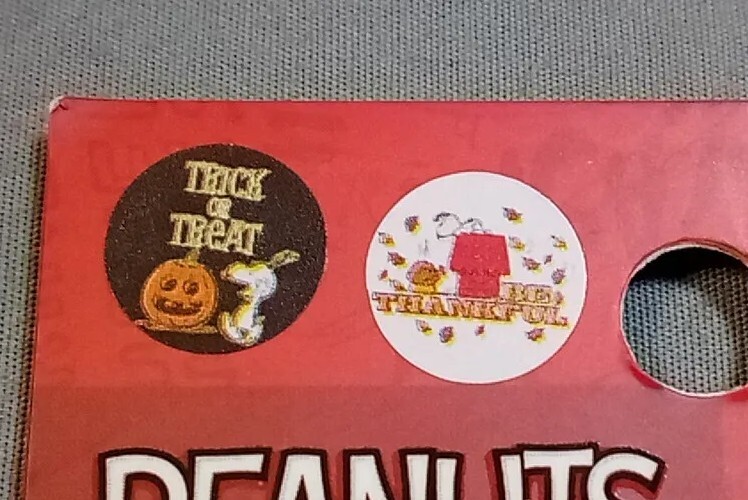 TRICK
OR
TREAT
BE
THANKFUL
PEANUTS